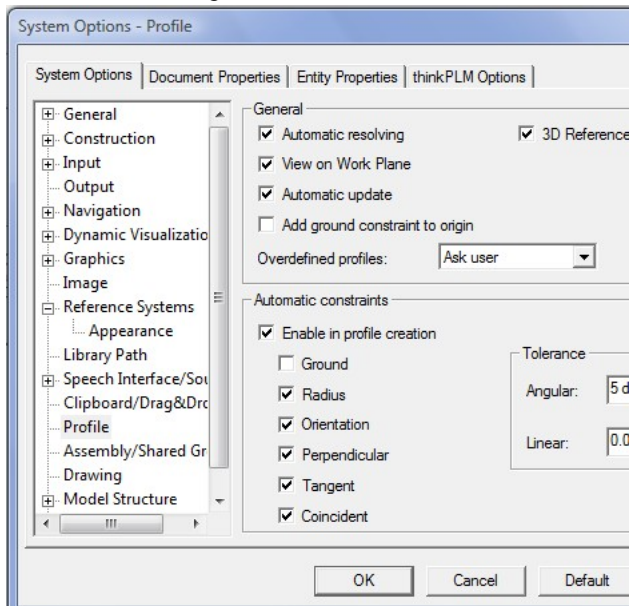 System Options - Profile
System Options
Document Properties
Entity Properties
thinkPLM Options
General
Construction
Input
Output
Navigation
Dynamic Visualizatio
Graphics
Image
Reference Systems
Appearance
Library Path
Speech Interface/Sou
Clipboard/Drag&Drc
Profile
Assembly/Shared Gr
Drawing
Model Structure
General
Automatic resolving
3D Reference
View on Work Plane
Automatic update
Add ground constraint to origin
Overdefined profiles:
Ask user
Automatic constraints
Enable in profile creation
Ground
Radius
Orientation
Perpendicular
Tangent
Coincident
Tolerance
Angular:
5 d
Linear:
0.0
OK
Cancel
Default